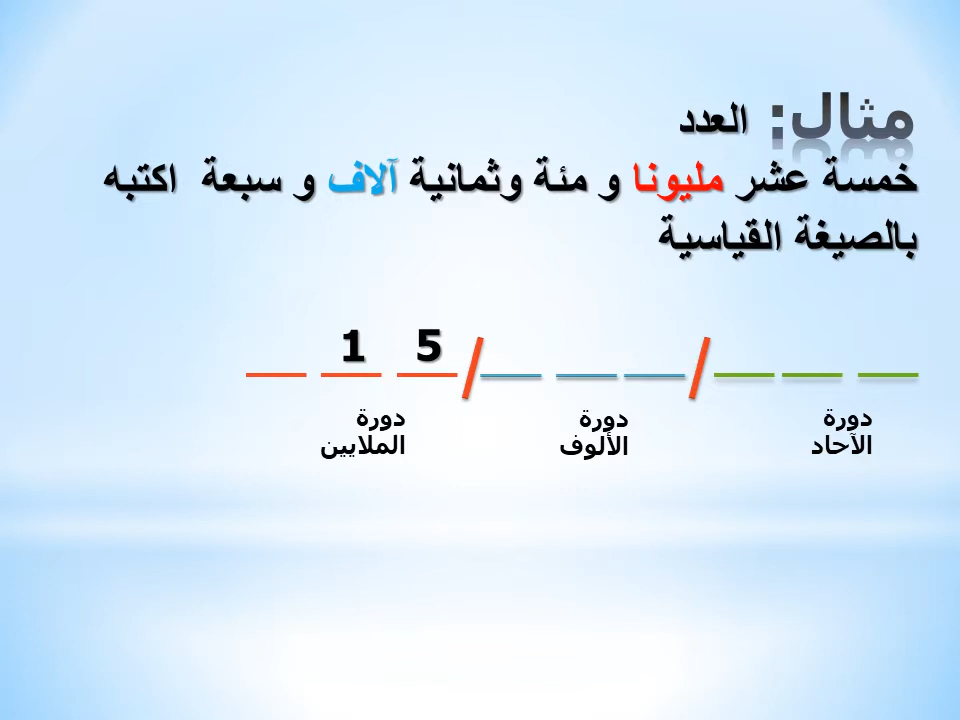 مثال: العدد
خمسة عشر مليونا و مئة وثمانية آلاف و سبعة اكتبه
بالصيغة القياسية
1 5
دورة
الملايين
دورة
الألوف
دورة
الآحاد